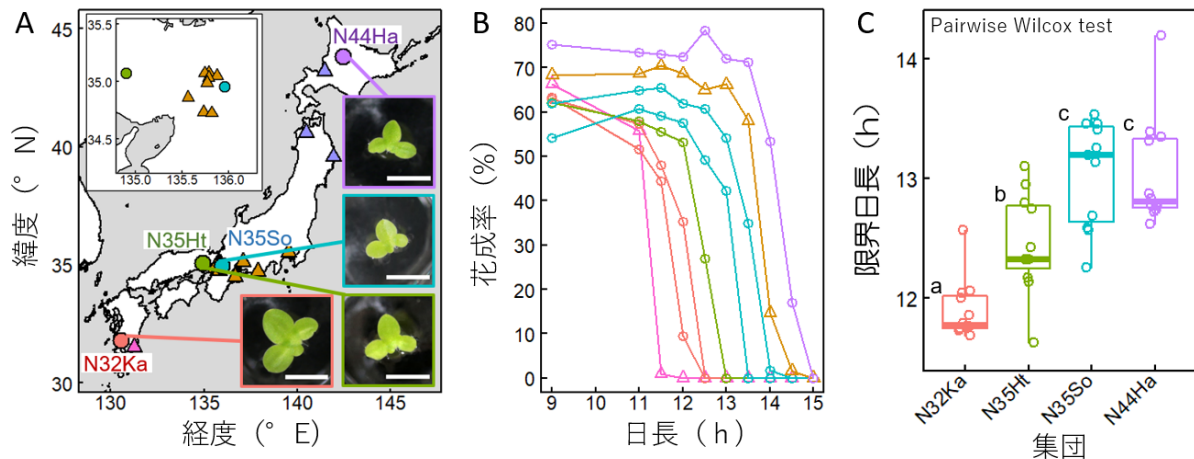 A
45
40
35
30
緯度（° N）
130
135
140
145
経度（° E）
35.5
35.0
34.5
135.0
135.5
136.0
N44Ha
N35Ht
N35So
N32Ka
B
80
70
60
50
40
30
20
10
0
花成率（%）
9
10
11
12
13
14
15
日長（h）
C
Pairwise Wilcox test
14
13
12
限界日長（h）
a
b
c
c
N32Ka
N35Ht
N35So
N44Ha
集団